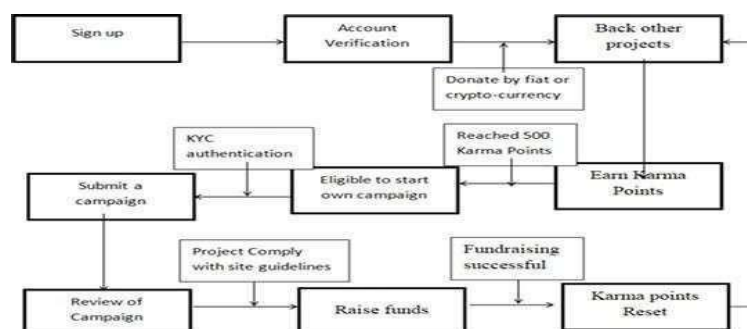 Sign up
Account
Verification
Back other
projects
Donate by fiat or
crypto-currency
KYC
authentication
Reached 500
Karma Points
Submit a
campaign
Eligible to start
own campaign
Earn Karma
Points
Project Comply
with site guidelines
Fundraising
successful
Review of
Campaign
Raise funds
Karma points
Reset